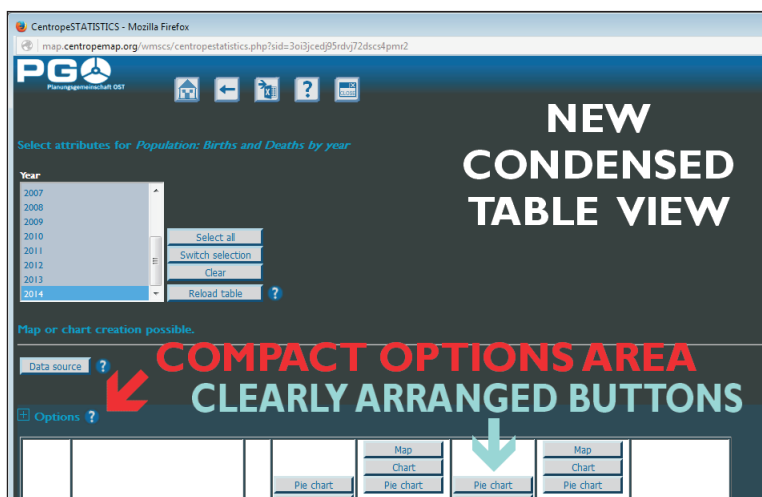 CentropeSTATISTICS - Mozilla Firefox
map.centropemap.org/wmscs/centropestatistics.php?sid=3oi3jcedj95rdvj72dscs4pmr2
PGO
Planungsgemeinschaft OST
? CLOSE
NEW
CONDENSED
TABLE VIEW
Select attributes for Population: Births and Deaths by year
Year
2007
2008
2009
2010
2011
2012
2013
2014
Select all
Switch selection
Clear
Reload table ?
Map or chart creation possible.
Data source ?
COMPACT OPTIONS AREA
CLEARLY ARRANGED BUTTONS
+ Options ?
Map Map
Chart Chart
Pie chart Pie chart Pie chart Pie chart